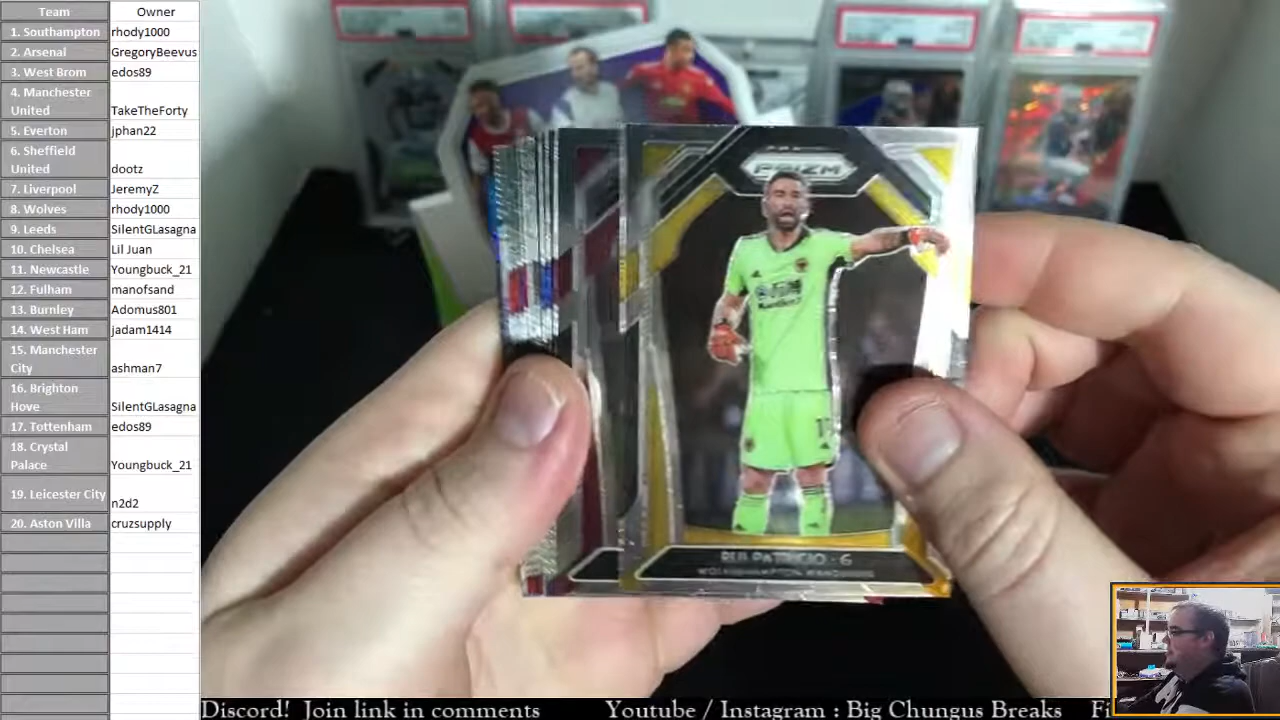 Team Owner
1. Southampton rhody1000
2. Arsenal GregoryBeevus
3. West Brom edos89
4. Manchester United TakeTheForty
5. Everton jphan22
6. Sheffield United dootz
7. Liverpool JeremyZ
8. Wolves rhody1000
9. Leeds SilentGLasagna
10. Chelsea Lil Juan
11. Newcastle Youngbuck_21
12. Fulham manofsand
13. Burnley Adomus801
14. West Ham jadam1414
15. Manchester City ashman7
16. Brighton Hove SilentGLasagna
17. Tottenham edos89
18. Crystal Palace Youngbuck_21
19. Leicester City n2d2
20. Aston Villa cruzsupply
PRIZM
RUI PATRICIO - 6
WOLVERHAMPTON WANDERERS
Discord! Join link in comments Youtube / Instagram : Big Chungus Breaks Fi